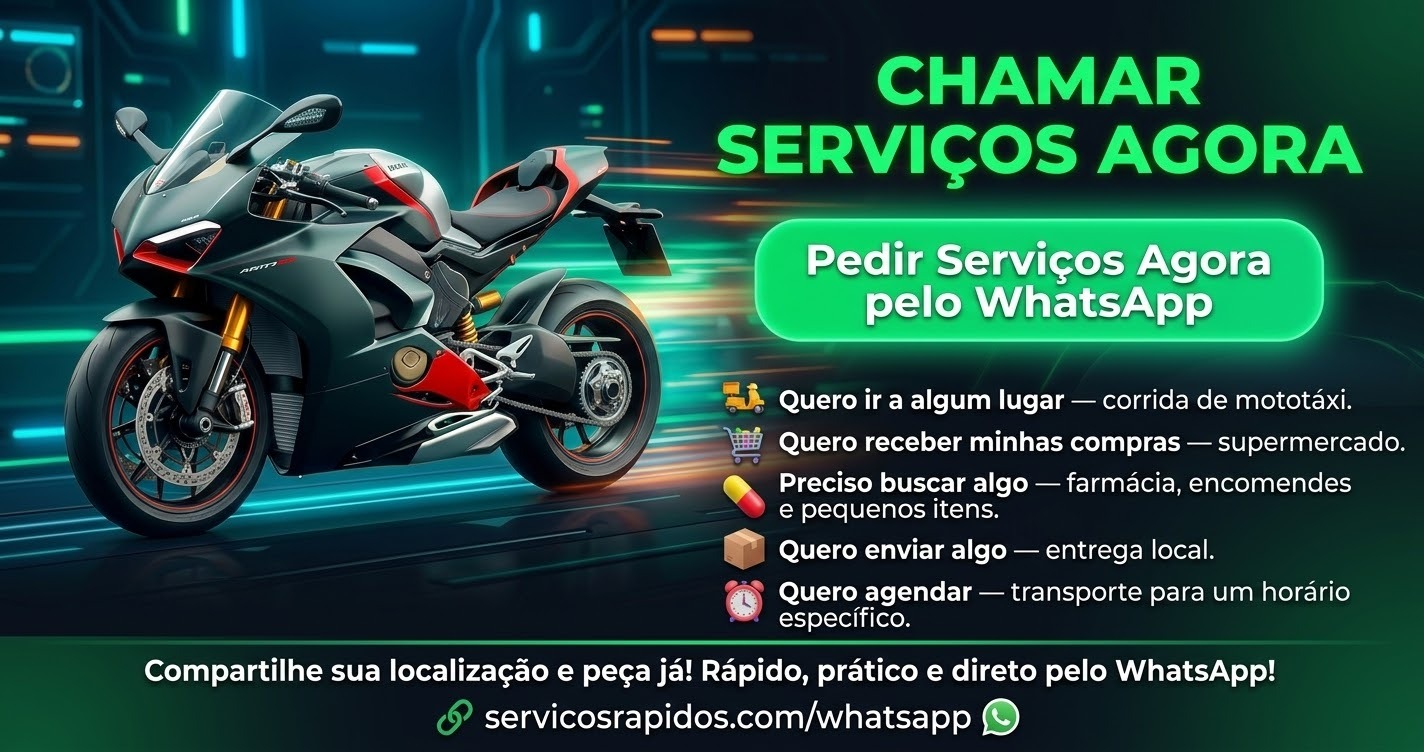 CHAMAR
SERVIÇOS AGORA
Pedir Serviços Agora
pelo WhatsApp
Quero ir a algum lugar — corrida de mototáxi.
Quero receber minhas compras — supermercado.
Preciso buscar algo — farmácia, encomendes
e pequenos itens.
Quero enviar algo — entrega local.
Quero agendar — transporte para um horário
específico.
Compartilhe sua localização e peça já! Rápido, prático e direto pelo WhatsApp!
servicosrapidos.com/whatsapp